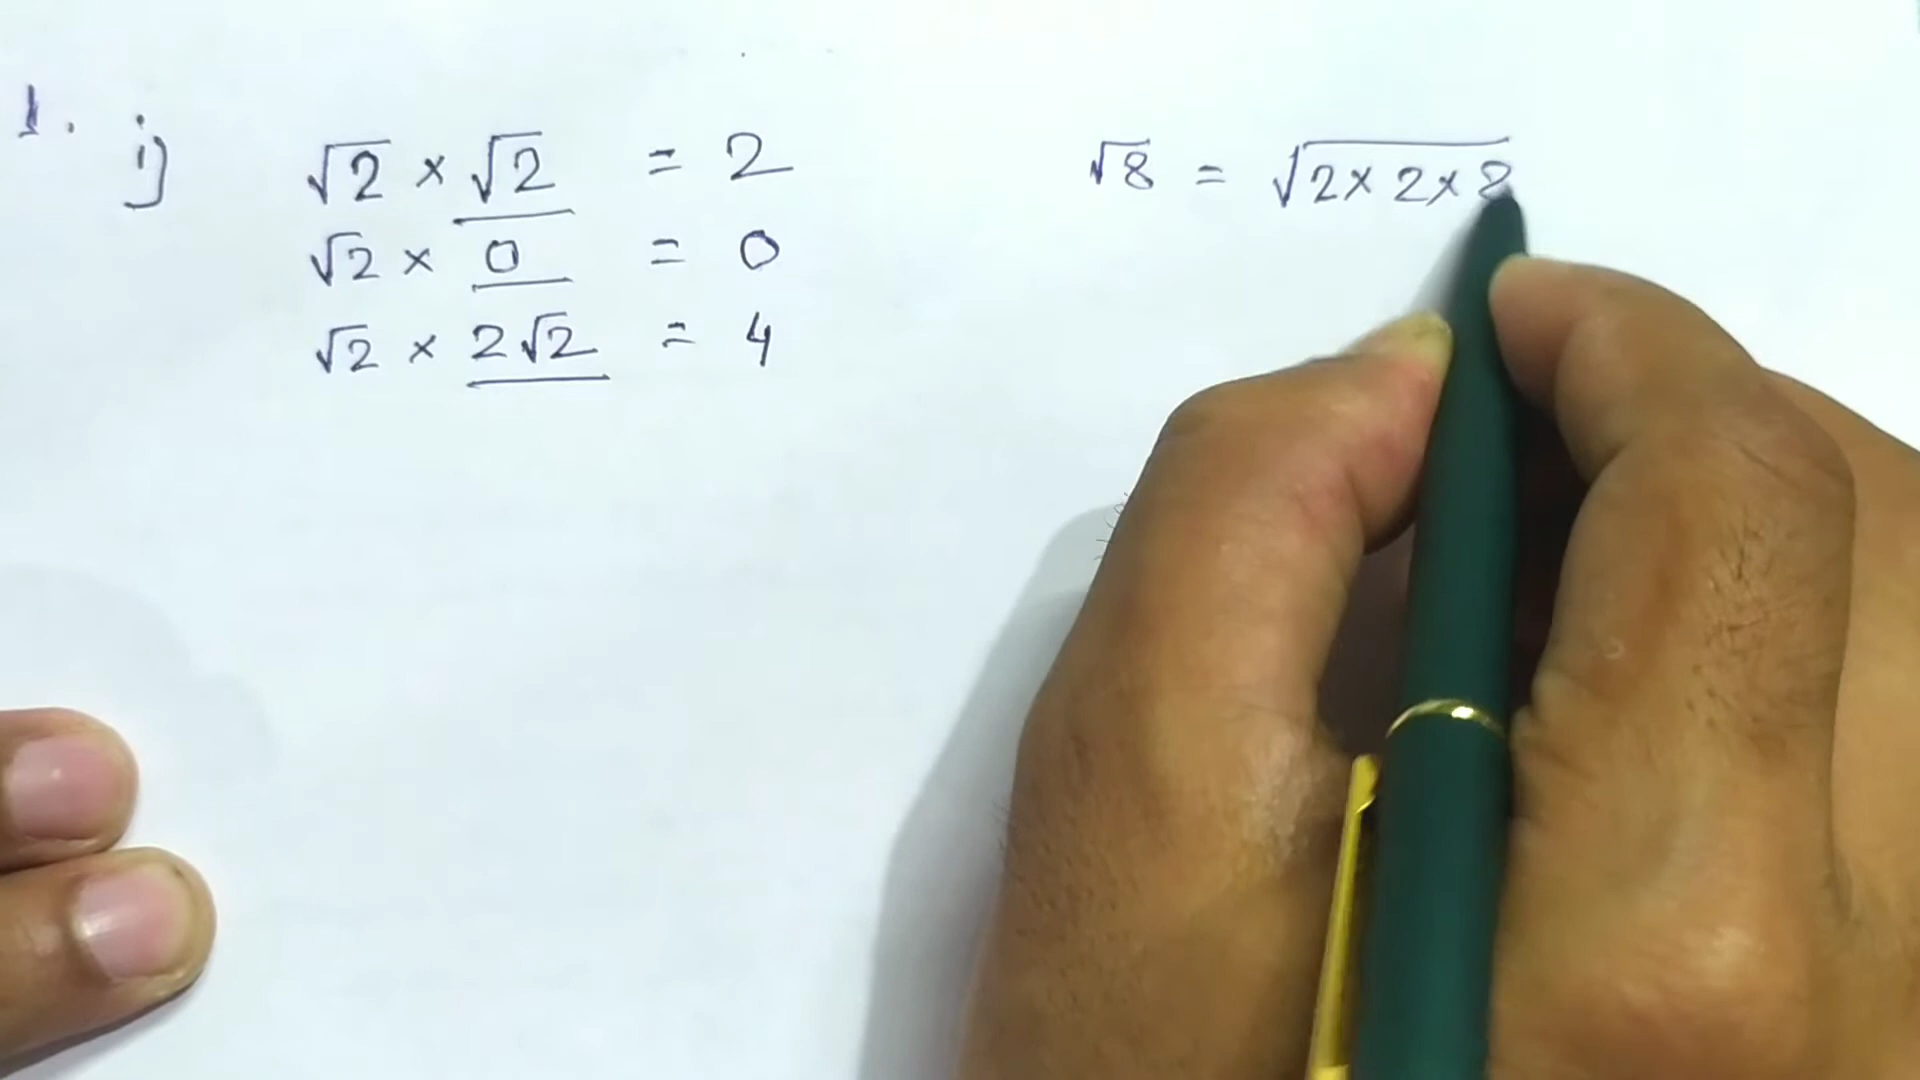 1. i) √2 × √2 = 2
√2 × 0 = 0
√2 × 2√2 = 4
√8 = √2× 2× 2